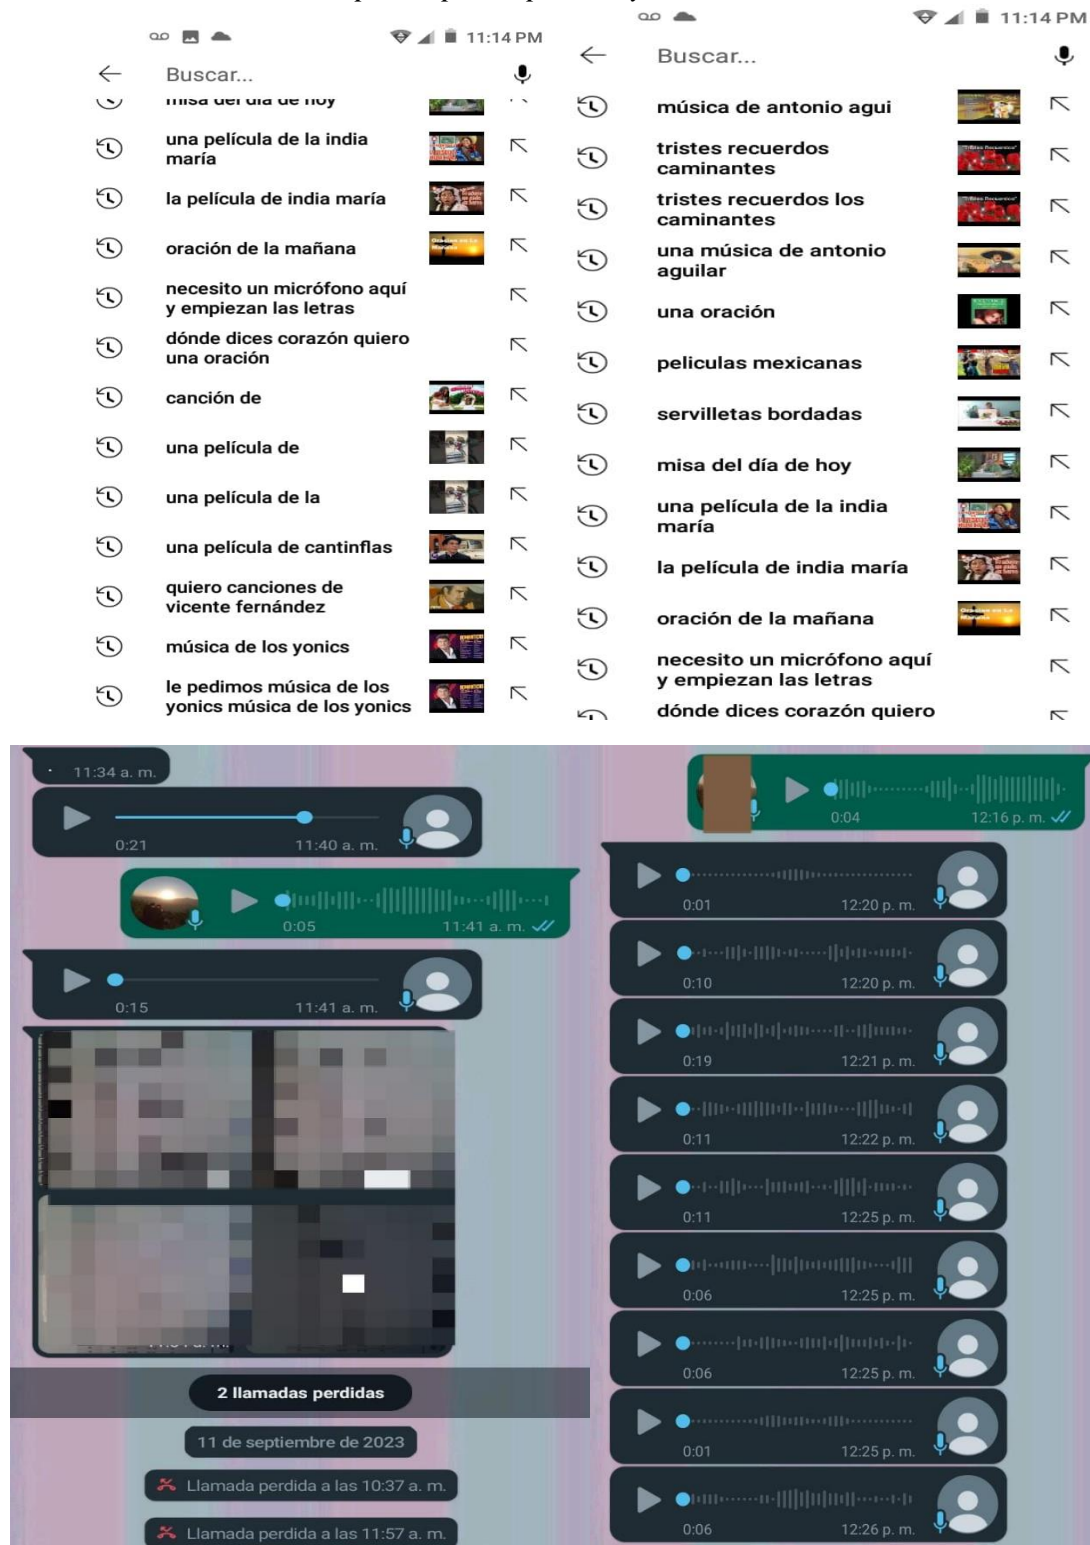 11:14 PM
Buscar...
misa del día de hoy
una película de la india
maría
la película de india maría
oración de la mañana
necesito un micrófono aquí
y empiezan las letras
dónde dices corazón quiero
una oración
canción de
una película de
una película de la
una película de cantinflas
quiero canciones de
vicente fernández
música de los yonics
le pedimos música de los
yonics música de los yonics
11:14 PM
Buscar...
música de antonio agui
tristes recuerdos
caminantes
tristes recuerdos los
caminantes
una música de antonio
aguilar
una oración
peliculas mexicanas
servilletas bordadas
misa del día de hoy
una película de la india
maría
la película de india maría
oración de la mañana
necesito un micrófono aquí
y empiezan las letras
dónde dices corazón quiero
. 11:34 a. m.
0:21 11:40 a. m.
0:05 11:41 a. m.
0:15 11:41 a. m.
2 llamadas perdidas
11 de septiembre de 2023
Llamada perdida a las 10:37 a. m.
Llamada perdida a las 11:57 a. m.
0:04 12:16 p. m.
0:01 12:20 p. m.
0:10 12:20 p. m.
0:19 12:21 p. m.
0:11 12:22 p. m.
0:11 12:25 p. m.
0:06 12:25 p. m.
0:06 12:25 p. m.
0:01 12:25 p. m.
0:06 12:26 p. m.